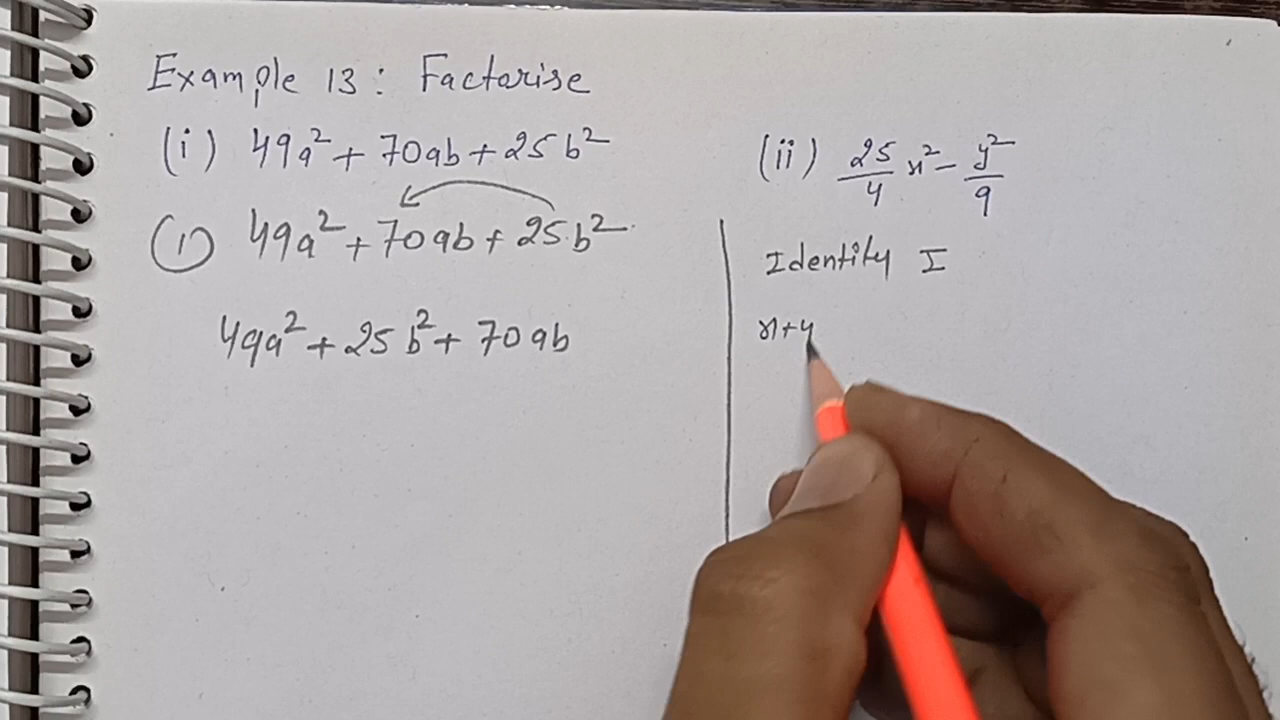 Example 13: Factorise
(i) 49a² + 70ab + 25b²
(ii) 25/4 x² - y²/9
(1) 49a² + 70ab + 25b²
Identity I
49a² + 25b² + 70ab
x+y